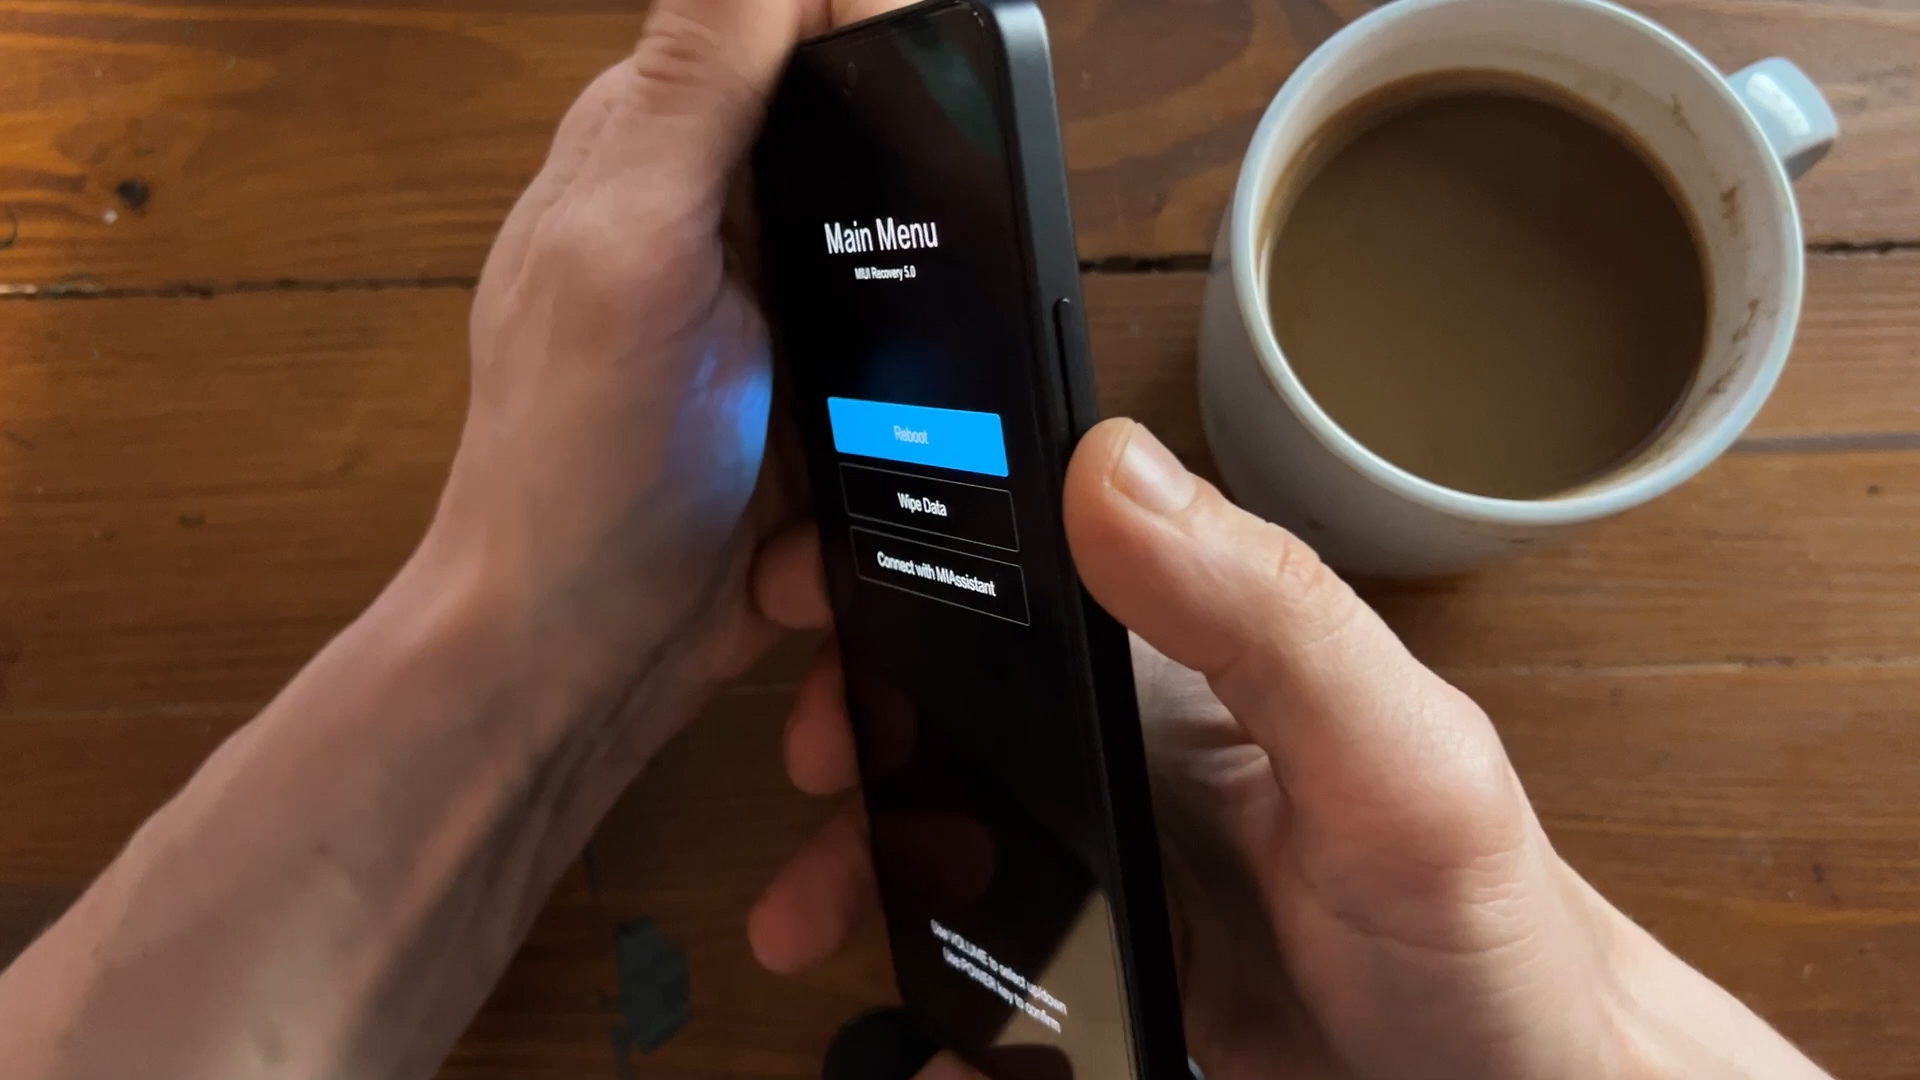 Main Menu
MIUI Recovery 5.0
Reboot
Wipe Data
Connect with MIAssistant
Use VOLUME to select up/down
Use POWER key to confirm